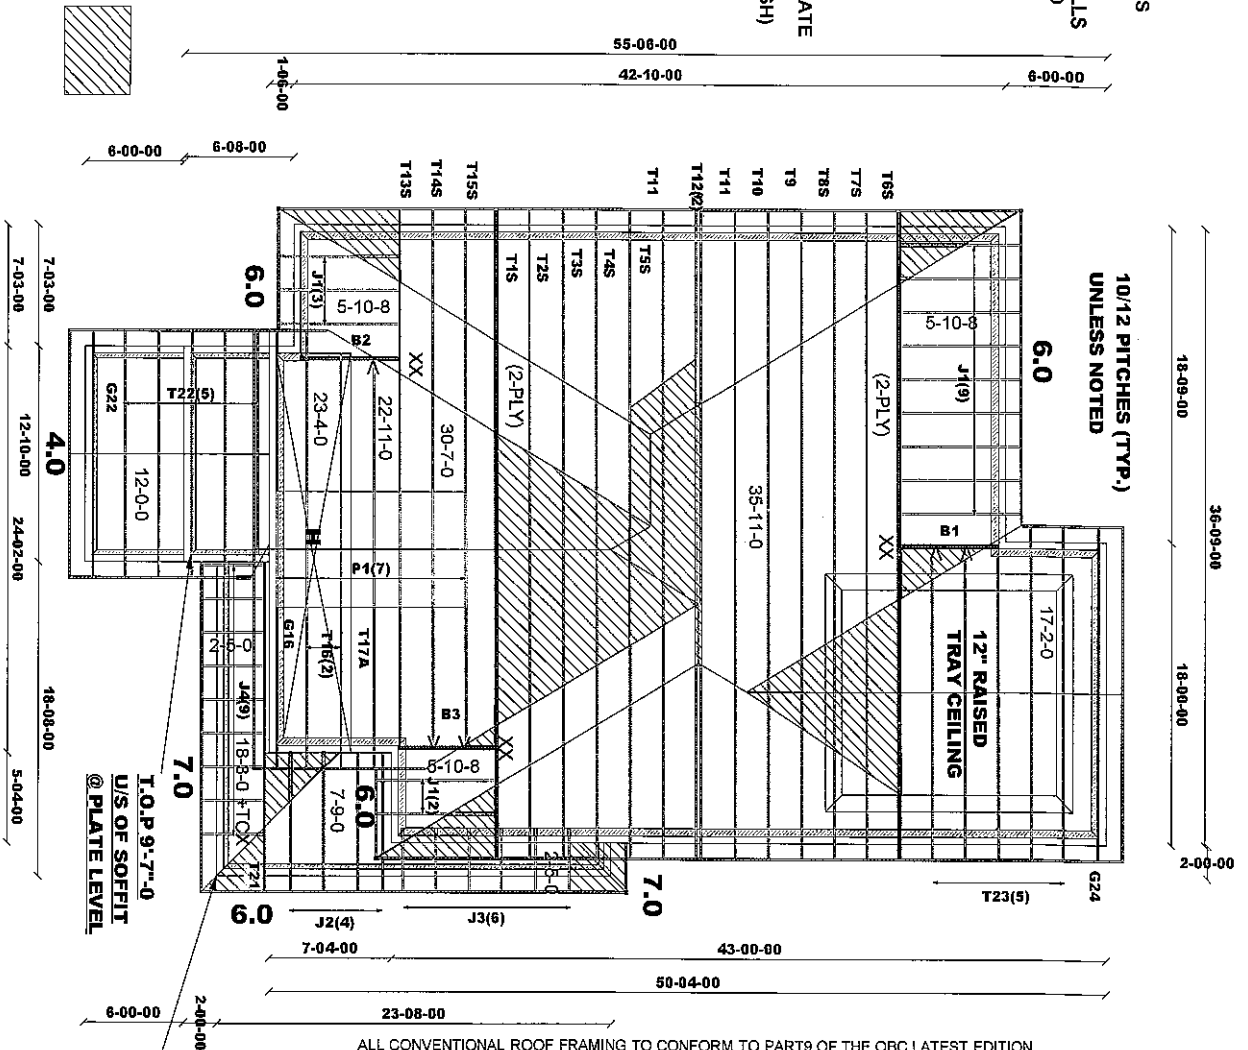 S
LLS
)
ATE
SH)
55-06-00
1-06-00
42-10-00
6-00-00
6-00-00
6-08-00
T13S
T14S
T15S
T11
T12(2)
T11
T10
T9
T8S
T7S
T6S
T1S
T2S
T3S
T4S
T5S
10/12 PITCHES (TYP.)
UNLESS NOTED
6.0
J1(3)
5-10-8
B2
XX
(2-PLY)
(2-PLY)
5-10-8
J1(9)
6.0
7-03-00
7-03-00
18-09-00
36-09-00
G22
T22(5)
23-4-0
22-11-0
30-7-0
35-11-0
12-10-00
4.0
12-0-0
H
P1(7)
XX
B1
24-02-00
G16
T16(2)
T17A
17-2-0
12" RAISED
TRAY CEILING
18-00-00
2-5-0
J4(9)
18-8-0 +TCX
18-08-00
B3
XX
5-10-8
J1(2)
6.0
7-9-0
7.0
T.O.P 9'-7"-0
U/S OF SOFFIT
@ PLATE LEVEL
5-04-00
T21
6.0
J2(4)
J3(6)
2-5-0
7.0
T23(5)
G24
2-00-00
7-04-00
43-00-00
50-04-00
6-00-00
2-00-00
23-08-00
ALL CONVENTIONAL ROOF FRAMING TO CONFORM TO PART9 OF THE OBC LATEST EDITION